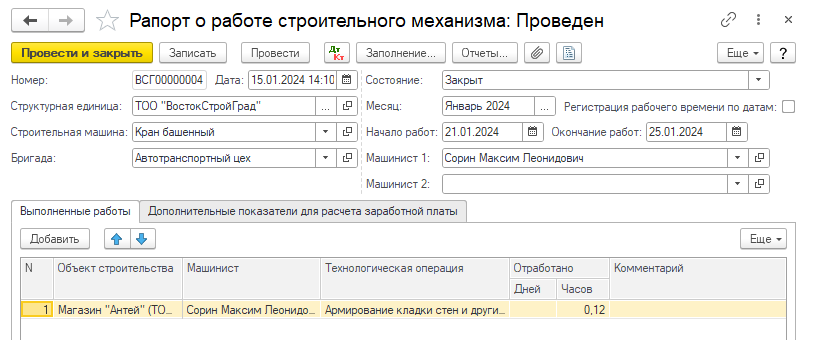 Рапорт о работе строительного механизма: Проведен
Провести и закрыть Записать Провести Дт Кт Заполнение... Отчеты... Еще ?
Номер: ВСГ00000004 Дата: 15.01.2024 14:10 Состояние: Закрыт
Структурная единица: ТОО "ВостокСтройГрад" ... Месяц: Январь 2024 ... Регистрация рабочего времени по датам:
Строительная машина: Кран башенный Начало работ: 21.01.2024 Окончание работ: 25.01.2024
Бригада: Автотранспортный цех Машинист 1: Сорин Максим Леонидович
Машинист 2:
Выполненные работы Дополнительные показатели для расчета заработной платы
Добавить Еще
N Объект строительства Машинист Технологическая операция Отработано Комментарий
Дней Часов
1 Магазин "Антей" (ТО... Сорин Максим Леонидо... Армирование кладки стен и други... 0,12